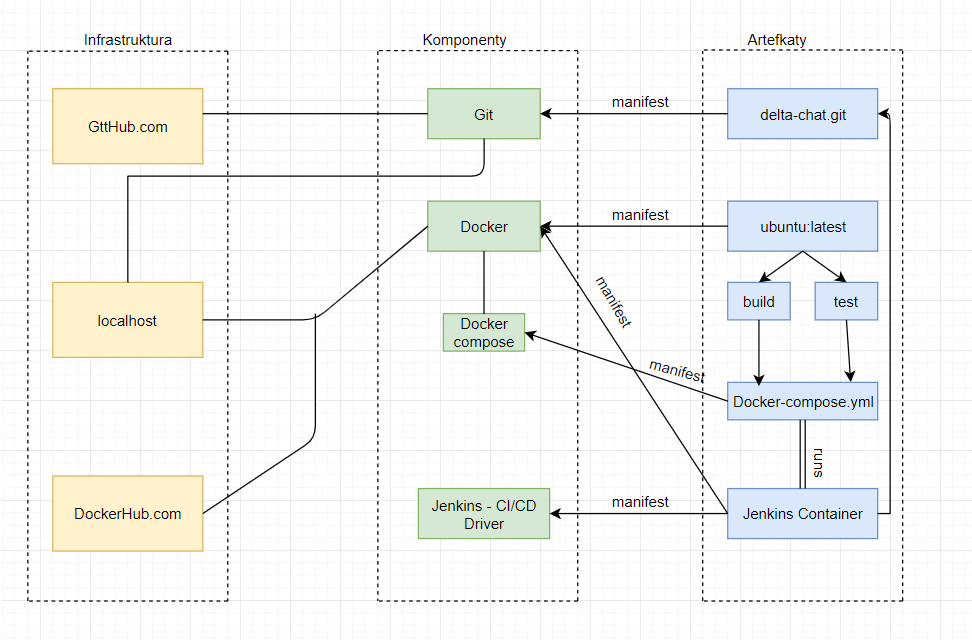 Infrastruktura
Komponenty
Artefkaty
GttHub.com
Git
manifest
delta-chat.git
Docker
manifest
ubuntu:latest
localhost
manifest
build
test
Docker
compose
manifest
Docker-compose.yml
runs
DockerHub.com
Jenkins - CI/CD
Driver
manifest
Jenkins Container